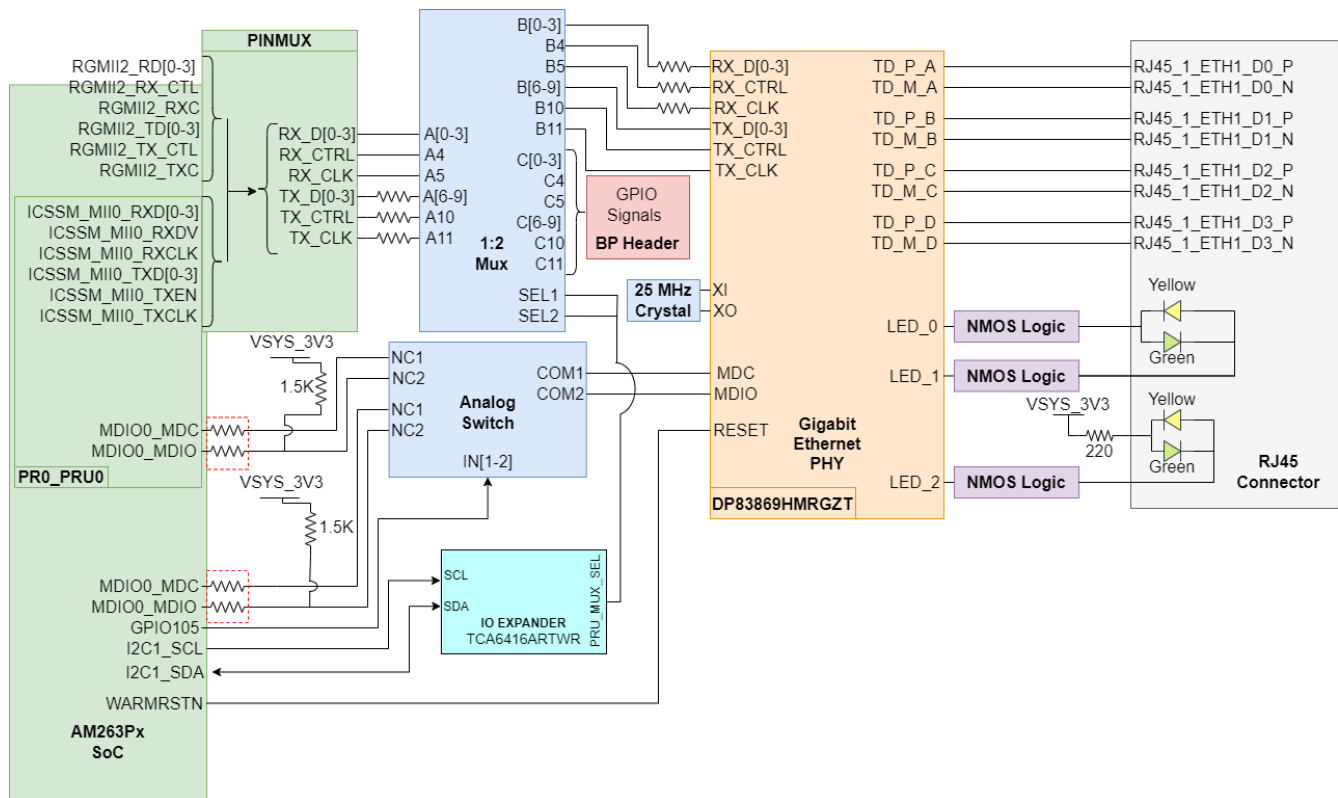 PINMUX
RGMII2_RD[0-3]
RGMII2_RX_CTL
RGMII2_RXC
RGMII2_TD[0-3]
RGMII2_TX_CTL
RGMII2_TXC
ICSSM_MII0_RXD[0-3]
ICSSM_MII0_RXDV
ICSSM_MII0_RXCLK
ICSSM_MII0_TXD[0-3]
ICSSM_MII0_TXEN
ICSSM_MII0_TXCLK
RX_D[0-3]
RX_CTRL
RX_CLK
TX_D[0-3]
TX_CTRL
TX_CLK
MDIO0_MDC
MDIO0_MDIO
PR0_PRU0
VSYS_3V3
1.5K
VSYS_3V3
1.5K
MDIO0_MDC
MDIO0_MDIO
GPIO105
I2C1_SCL
I2C1_SDA
WARMRSTN
AM263Px
SoC
A[0-3]
A4
A5
A[6-9]
A10
A11
1:2
Mux
B[0-3]
B4
B5
B[6-9]
B10
B11
C[0-3]
C4
C5
C[6-9]
C10
C11
SEL1
SEL2
GPIO
Signals
BP Header
25 MHz
Crystal
NC1
NC2
NC1
NC2
COM1
COM2
Analog
Switch
IN[1-2]
SCL
SDA
IO EXPANDER
TCA6416ARTWR
PRU_MUX_SEL
RX_D[0-3]
RX_CTRL
RX_CLK
TX_D[0-3]
TX_CTRL
TX_CLK
XI
XO
MDC
MDIO
RESET
TD_P_A
TD_M_A
TD_P_B
TD_M_B
TD_P_C
TD_M_C
TD_P_D
TD_M_D
LED_0
LED_1
LED_2
Gigabit
Ethernet
PHY
DP83869HMRGZT
NMOS Logic
NMOS Logic
NMOS Logic
VSYS_3V3
220
RJ45_1_ETH1_D0_P
RJ45_1_ETH1_D0_N
RJ45_1_ETH1_D1_P
RJ45_1_ETH1_D1_N
RJ45_1_ETH1_D2_P
RJ45_1_ETH1_D2_N
RJ45_1_ETH1_D3_P
RJ45_1_ETH1_D3_N
Yellow
Green
Yellow
Green
RJ45
Connector